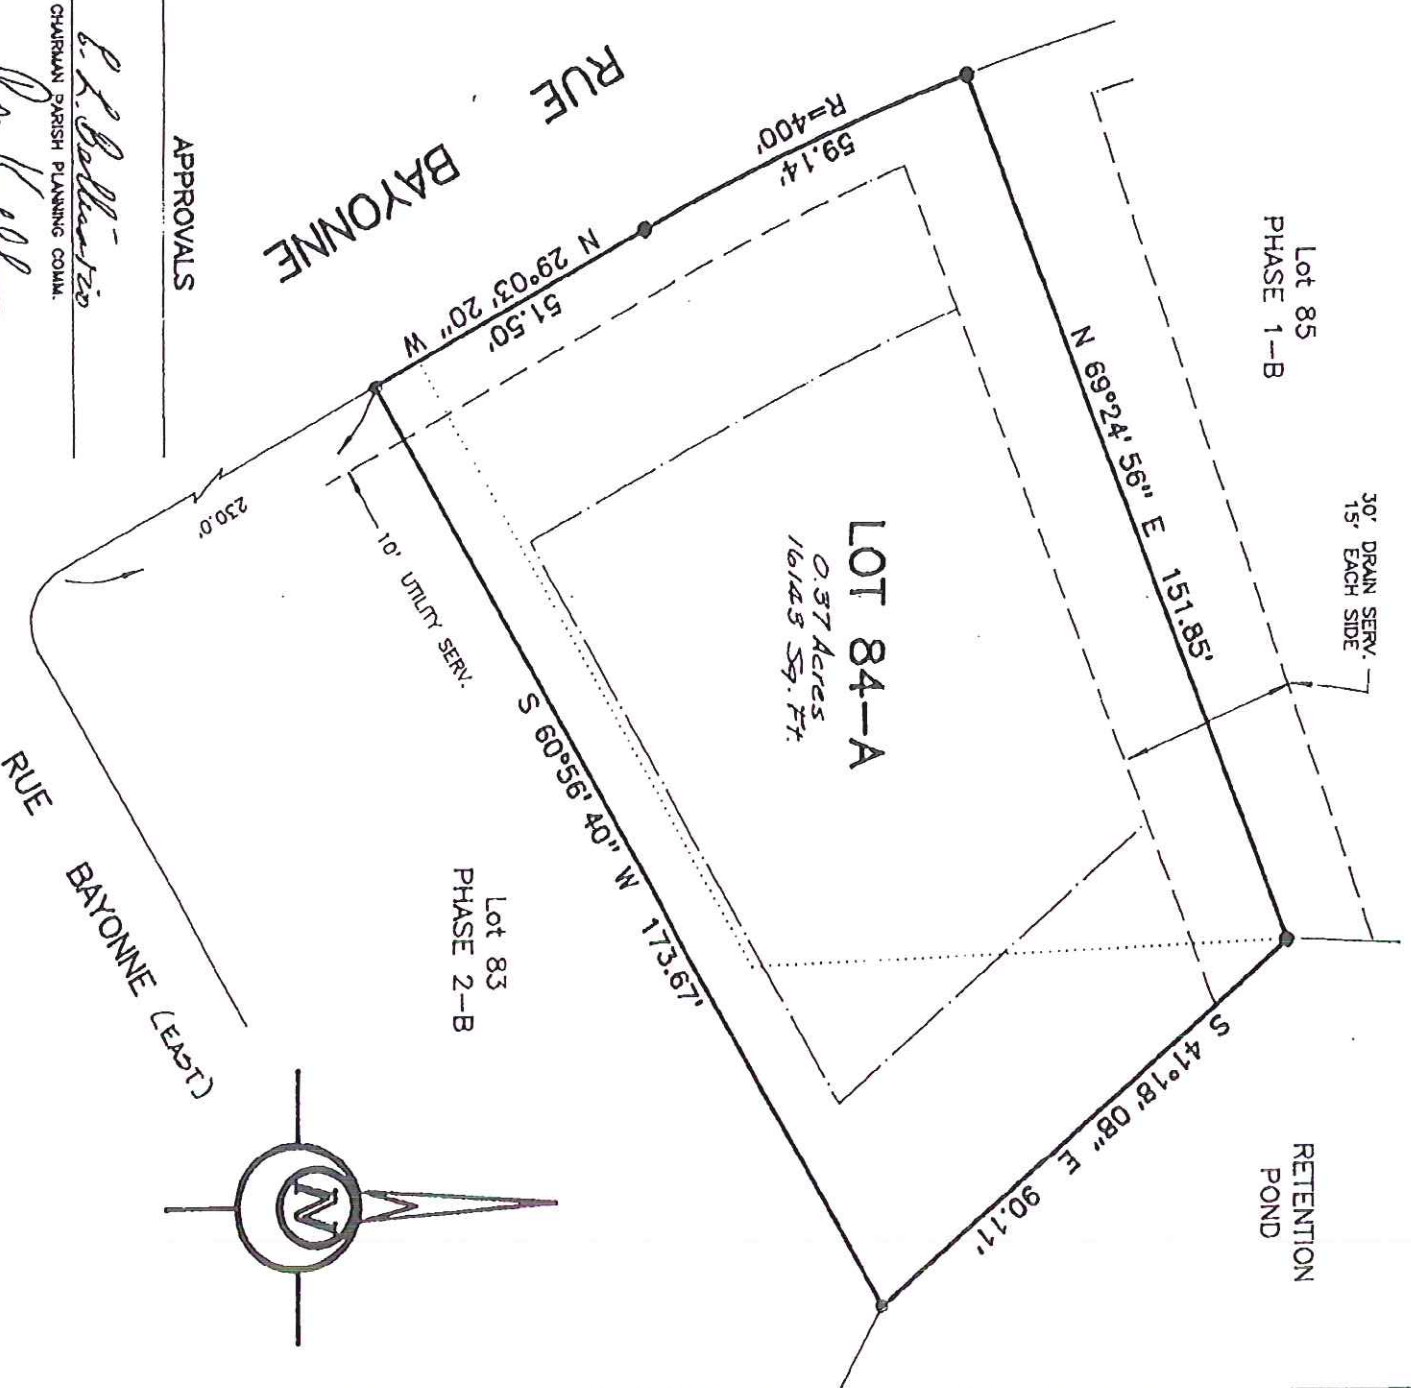 Lot 85
PHASE 1-B
30' DRAIN SERV.
15' EACH SIDE
RETENTION
POND
N 69°24' 56" E 151.85'
R=400'
59.14'
RUE BAYONNE
N 29°03' 20" W
51.50'
LOT 84-A
0.37 Acres
16143 Sq. Ft.
S 41°18' 08" E 90.11'
S 60°56' 40" W 173.67'
10' UTILITY SERV.
230.0'
Lot 83
PHASE 2-B
RUE BAYONNE (EAST)
N
APPROVALS
CHAIRMAN PARISH PLANNING COMM.